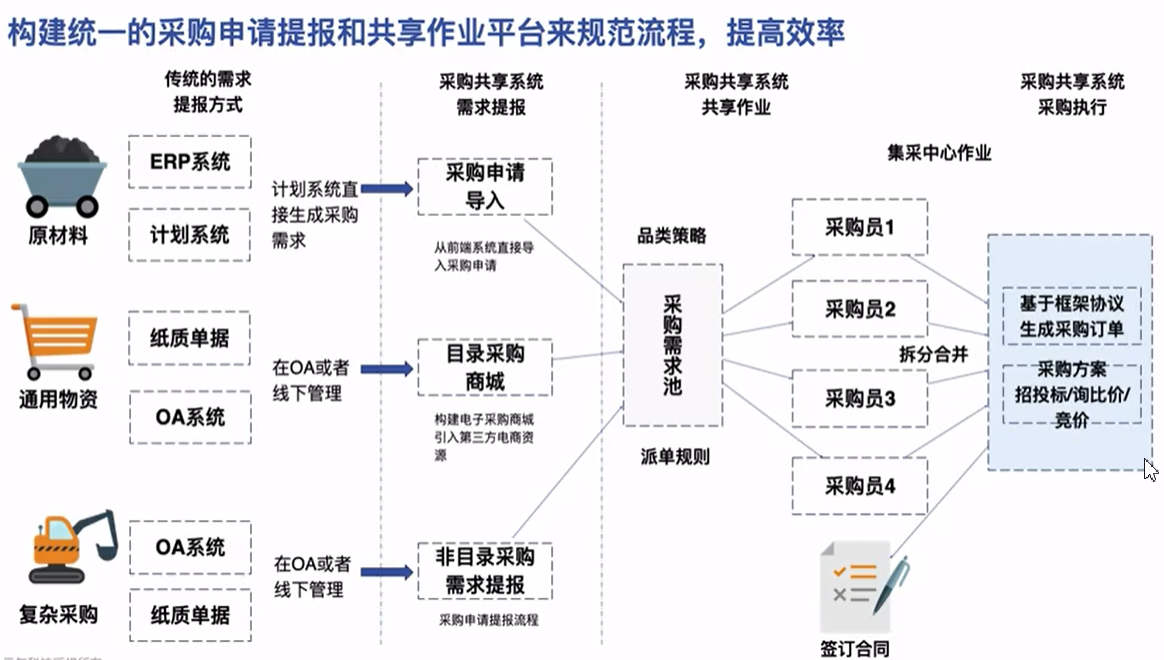 构建统一的采购申请提报和共享作业平台来规范流程，提高效率
传统的需求
提报方式
采购共享系统
需求提报
采购共享系统
共享作业
采购共享系统
采购执行
原材料
ERP系统
计划系统
计划系统直
接生成采购
需求
采购申请
导入
从前端系统直接导
入采购申请
通用物资
纸质单据
OA系统
在OA或者
线下管理
目录采购
商城
构建电子采购商城
引入第三方电商资
源
复杂采购
OA系统
纸质单据
在OA或者
线下管理
非目录采购
需求提报
采购申请提报流程
品类策略
采购需求池
派单规则
集采中心作业
采购员1
采购员2
拆分合并
采购员3
采购员4
基于框架协议
生成采购订单
采购方案
招投标/询比价/
竞价
签订合同